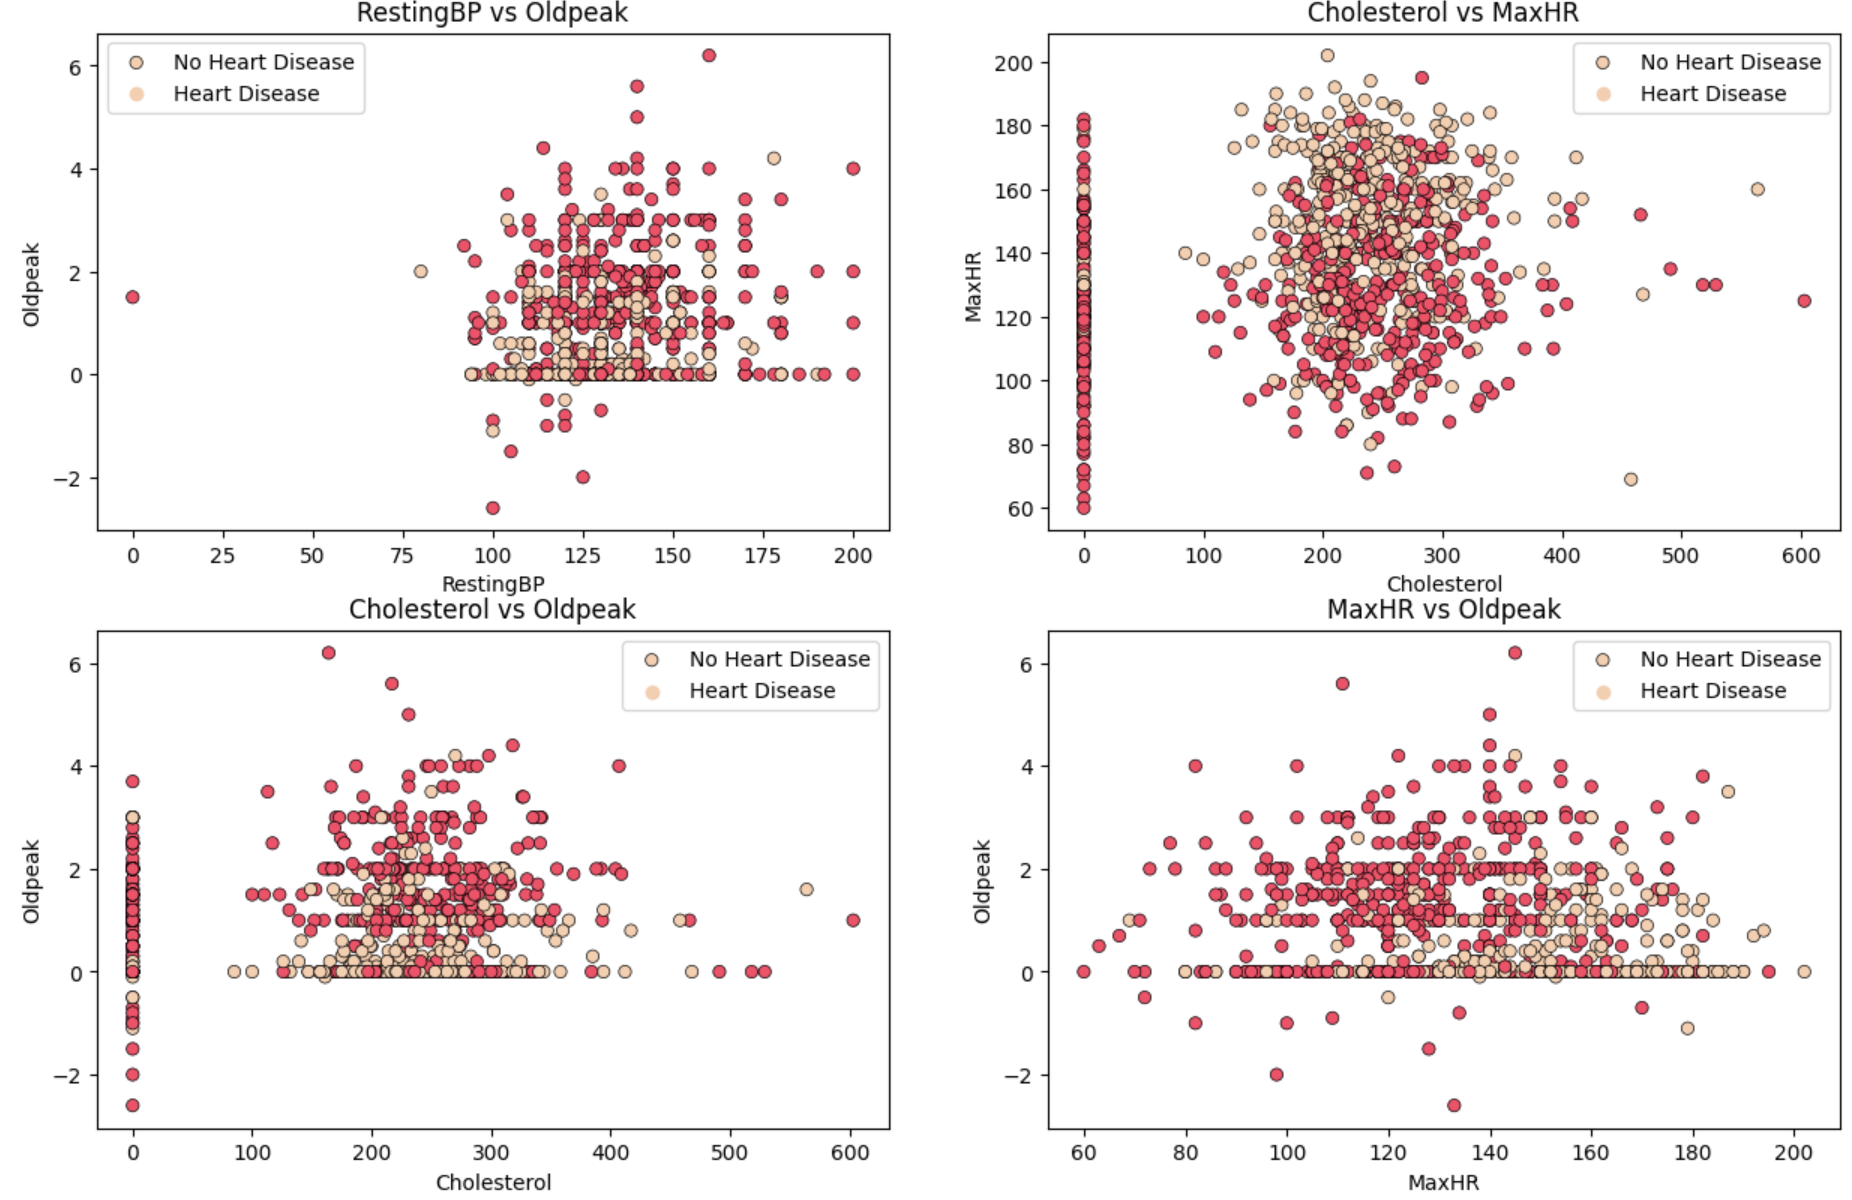 RestingBP vs Oldpeak
No Heart Disease
Heart Disease
6
4
2
0
−2
Oldpeak
0 25 50 75 100 125 150 175 200
RestingBP
Cholesterol vs MaxHR
No Heart Disease
Heart Disease
200
180
160
140
120
100
80
60
MaxHR
0 100 200 300 400 500 600
Cholesterol
Cholesterol vs Oldpeak
No Heart Disease
Heart Disease
6
4
2
0
−2
Oldpeak
0 100 200 300 400 500 600
Cholesterol
MaxHR vs Oldpeak
No Heart Disease
Heart Disease
6
4
2
0
−2
Oldpeak
60 80 100 120 140 160 180 200
MaxHR